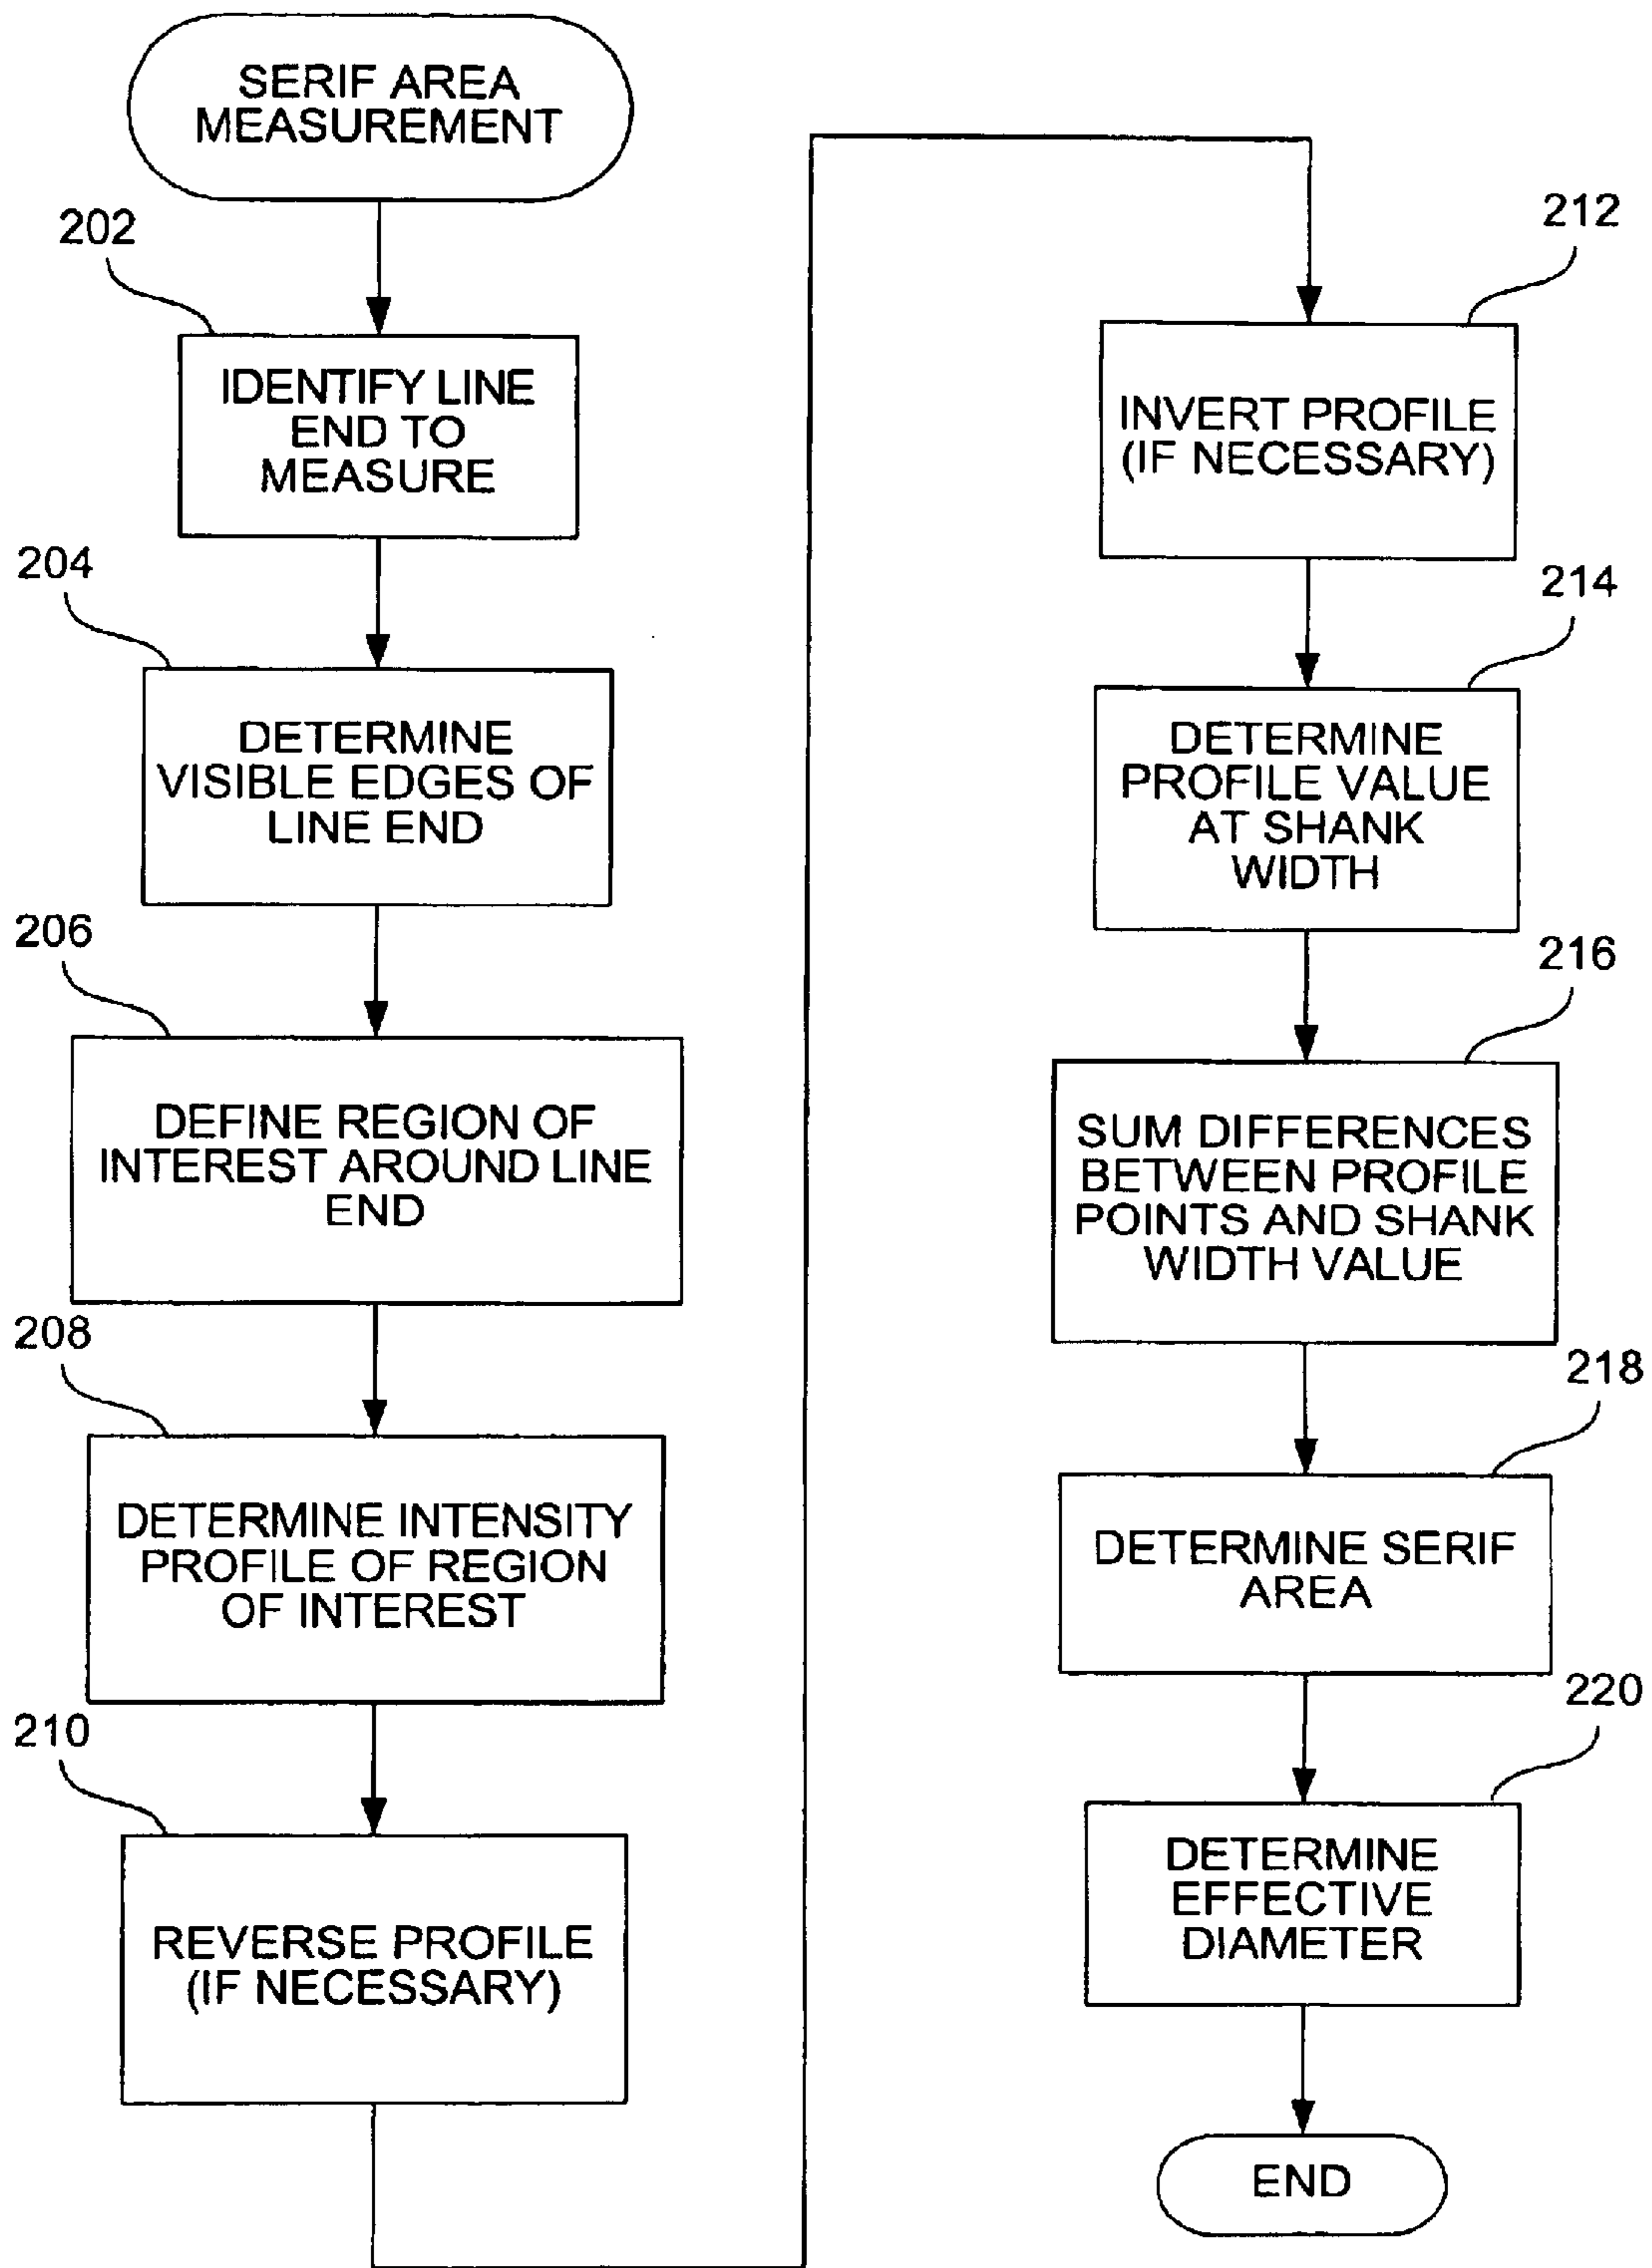 SERIF AREA
MEASUREMENT
202
IDENTIFY LINE
END TO
MEASURE
204
DETERMINE
VISIBLE EDGES OF
LINE END
206
DEFINE REGION OF
INTEREST AROUND LINE
END
208
DETERMINE INTENSITY
PROFILE OF REGION
OF INTEREST
210
REVERSE PROFILE
(IF NECESSARY)
212
INVERT PROFILE
(IF NECESSARY)
214
DETERMINE
PROFILE VALUE
AT SHANK
WIDTH
216
SUM DIFFERENCES
BETWEEN PROFILE
POINTS AND SHANK
WIDTH VALUE
218
DETERMINE SERIF
AREA
220
DETERMINE
EFFECTIVE
DIAMETER
END